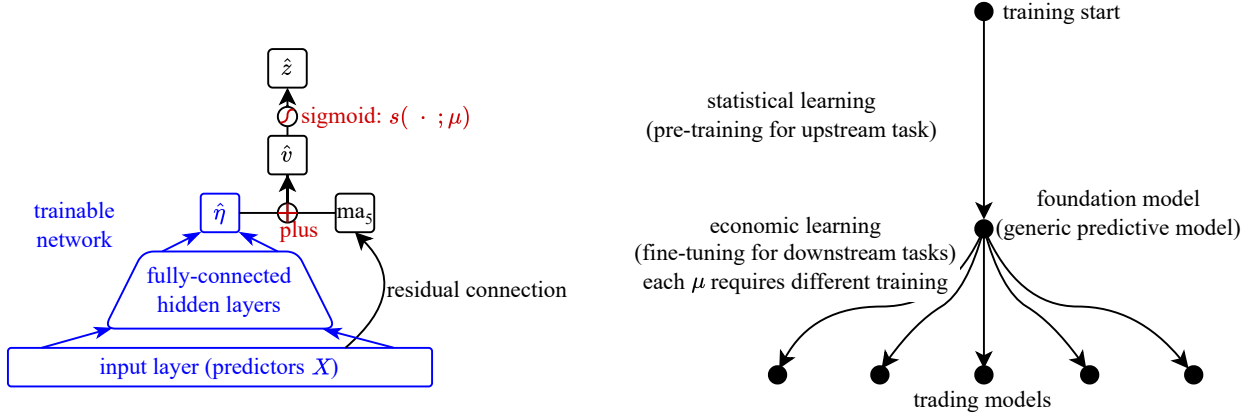 ẑ
sigmoid: s( · ; μ)
v̂
trainable
network
η̂
ma₅
plus
fully-connected
hidden layers
residual connection
input layer (predictors X)
training start
statistical learning
(pre-training for upstream task)
foundation model
(generic predictive model)
economic learning
(fine-tuning for downstream tasks)
each μ requires different training
trading models